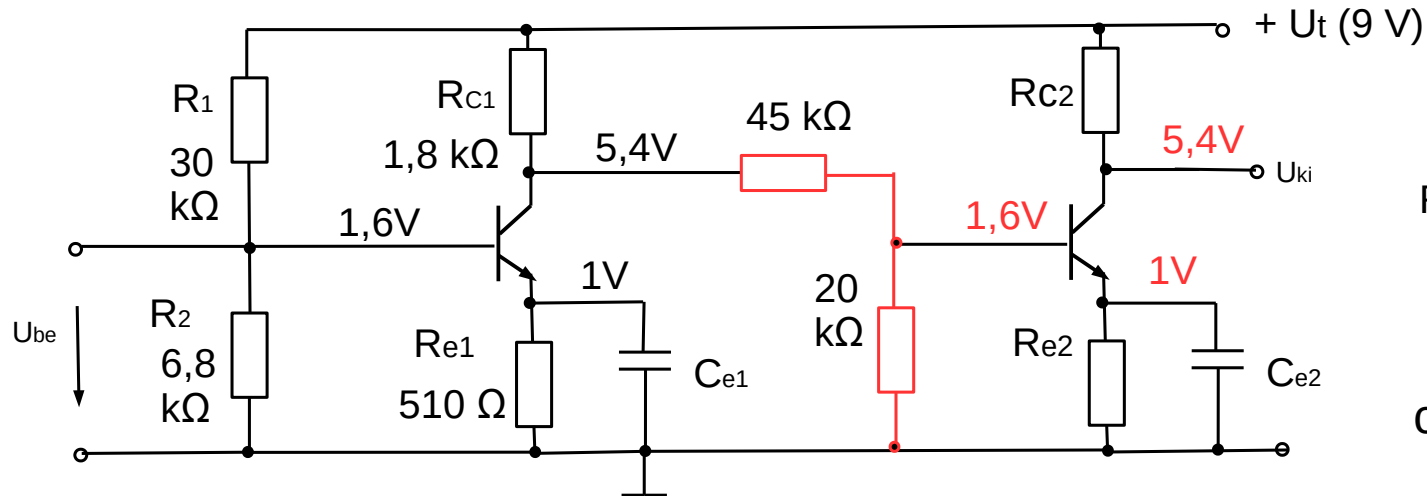 + Ut (9 V)
R1
30
kΩ
RC1
1,8 kΩ
5,4V
45 kΩ
Rc2
5,4V
Uki
1,6V
1,6V
1V
1V
Ube
R2
6,8
kΩ
Re1
510 Ω
Ce1
20
kΩ
Re2
Ce2